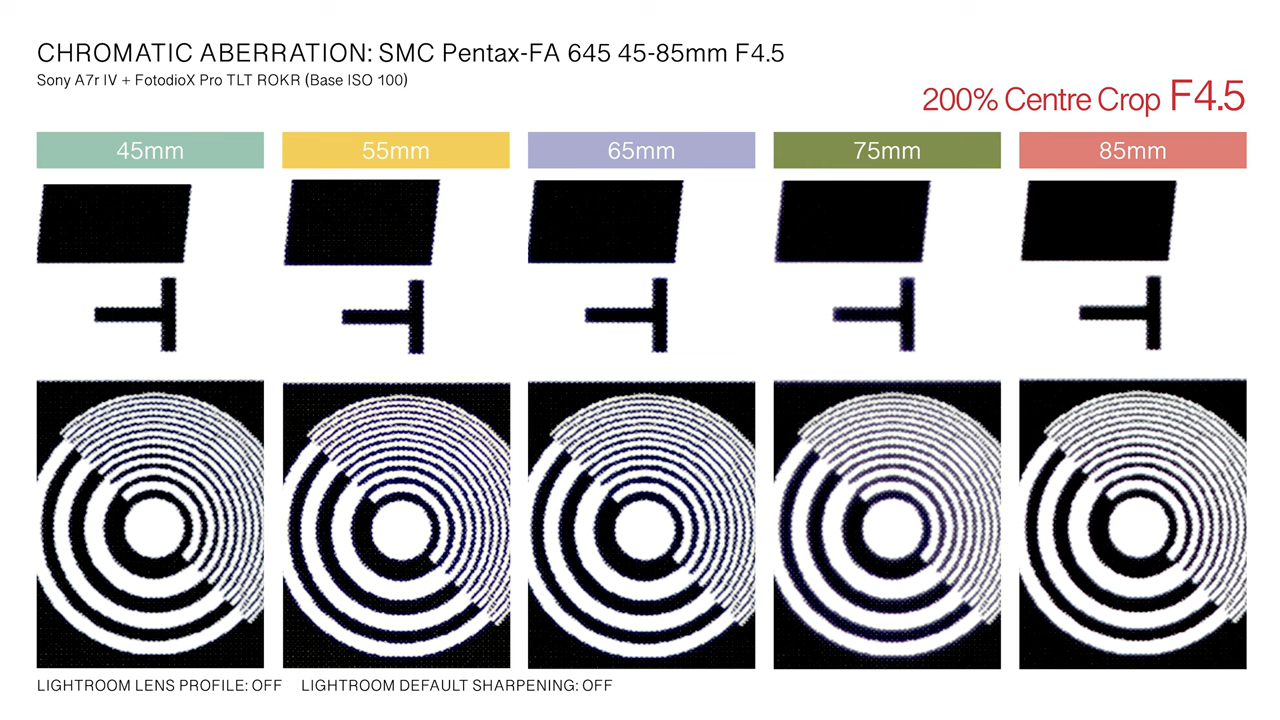 CHROMATIC ABERRATION: SMC Pentax-FA 645 45-85mm F4.5
Sony A7r IV + FotodioX Pro TLT ROKR (Base ISO 100)
200% Centre Crop F4.5
45mm 55mm 65mm 75mm 85mm
LIGHTROOM LENS PROFILE: OFF LIGHTROOM DEFAULT SHARPENING: OFF